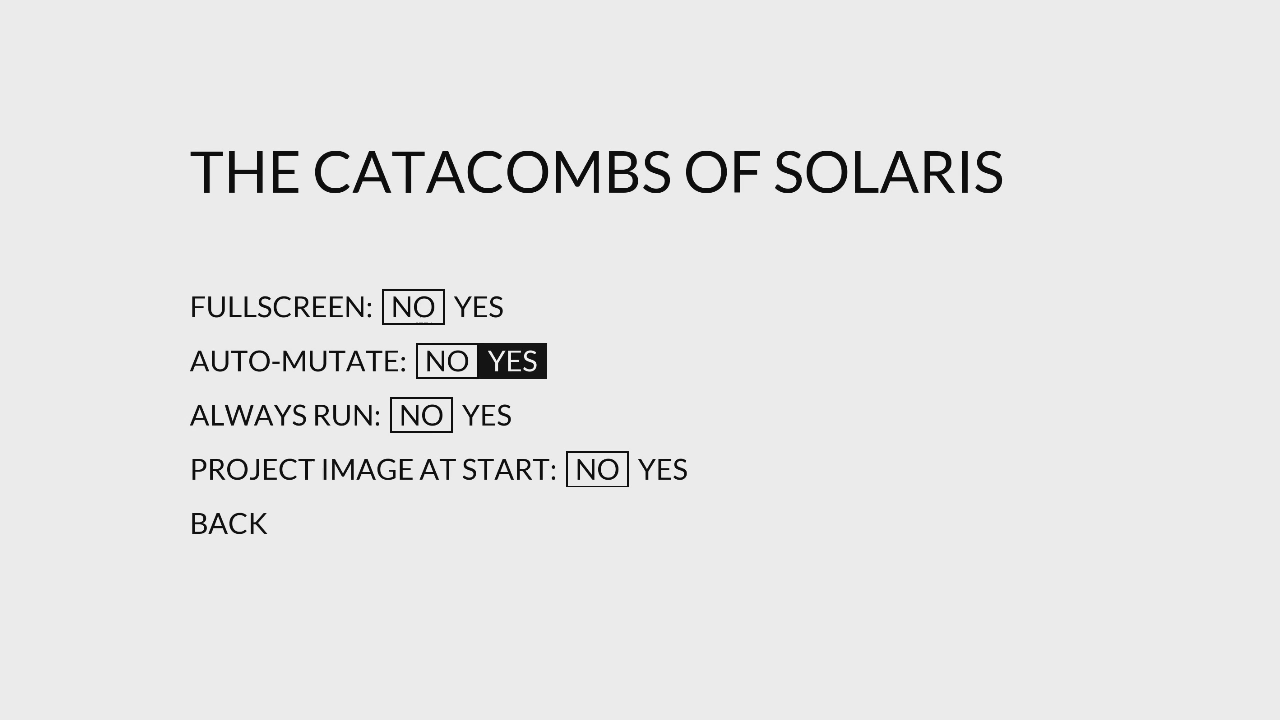 THE CATACOMBS OF SOLARIS
FULLSCREEN: NO YES
AUTO-MUTATE: NO YES
ALWAYS RUN: NO YES
PROJECT IMAGE AT START: NO YES
BACK